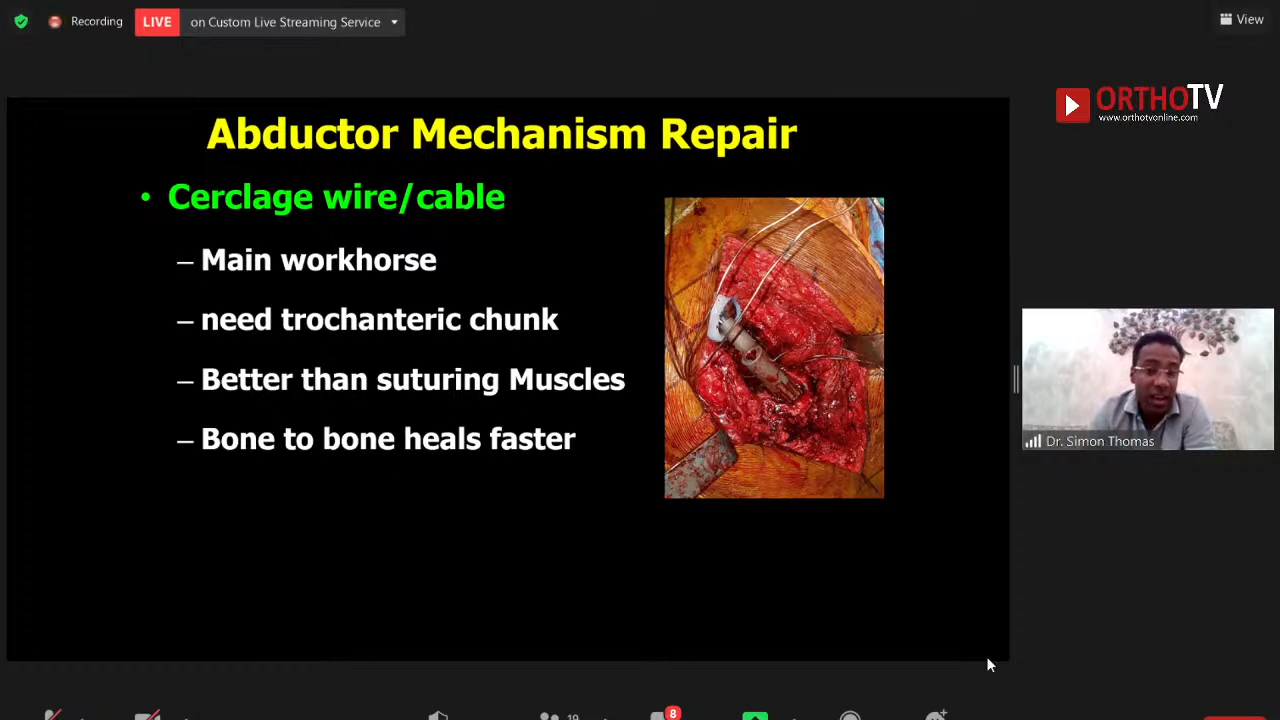 Recording
LIVE
on Custom Live Streaming Service
View
ORTHOTV
www.orthotvonline.com
Abductor Mechanism Repair
• Cerclage wire/cable
– Main workhorse
– need trochanteric chunk
– Better than suturing Muscles
– Bone to bone heals faster
Dr. Simon Thomas
8